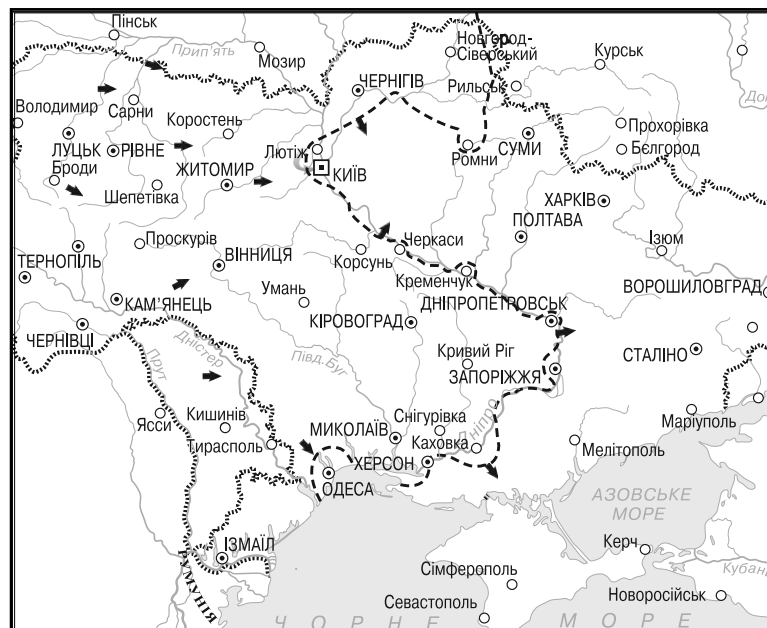 Пінськ
Прип'ять
Мозир
Новгород-
Сіверський
Курськ
ЧЕРНІГІВ
Рильськ
Володимир
Сарни
Коростень
Прохорівка
ЛУЦЬК
РІВНЕ
Лютіж
Ромни
СУМИ
Бєлгород
Броди
ЖИТОМИР
КИЇВ
Шепетівка
ХАРКІВ
ПОЛТАВА
Проскурів
ВІННИЦЯ
Черкаси
Ізюм
ТЕРНОПІЛЬ
Корсунь
Кременчук
ВОРОШИЛОВГРАД
Умань
КАМ'ЯНЕЦЬ
ДНІПРОПЕТРОВСЬК
ЧЕРНІВЦІ
КІРОВОГРАД
Дністер
Прут
Півд.Буг
Кривий Ріг
СТАЛІНО
ЗАПОРІЖЖЯ
Ясси
Кишинів
МИКОЛАЇВ
Снігурівка
Дніпро
Маріуполь
Тирасполь
Каховка
Мелітополь
ХЕРСОН
ОДЕСА
АЗОВСЬКЕ
МОРЕ
ІЗМАЇЛ
Керч
РУМУНІЯ
Сімферополь
Кубань
Новоросійськ
Севастополь
ЧОРНЕ МОРЕ